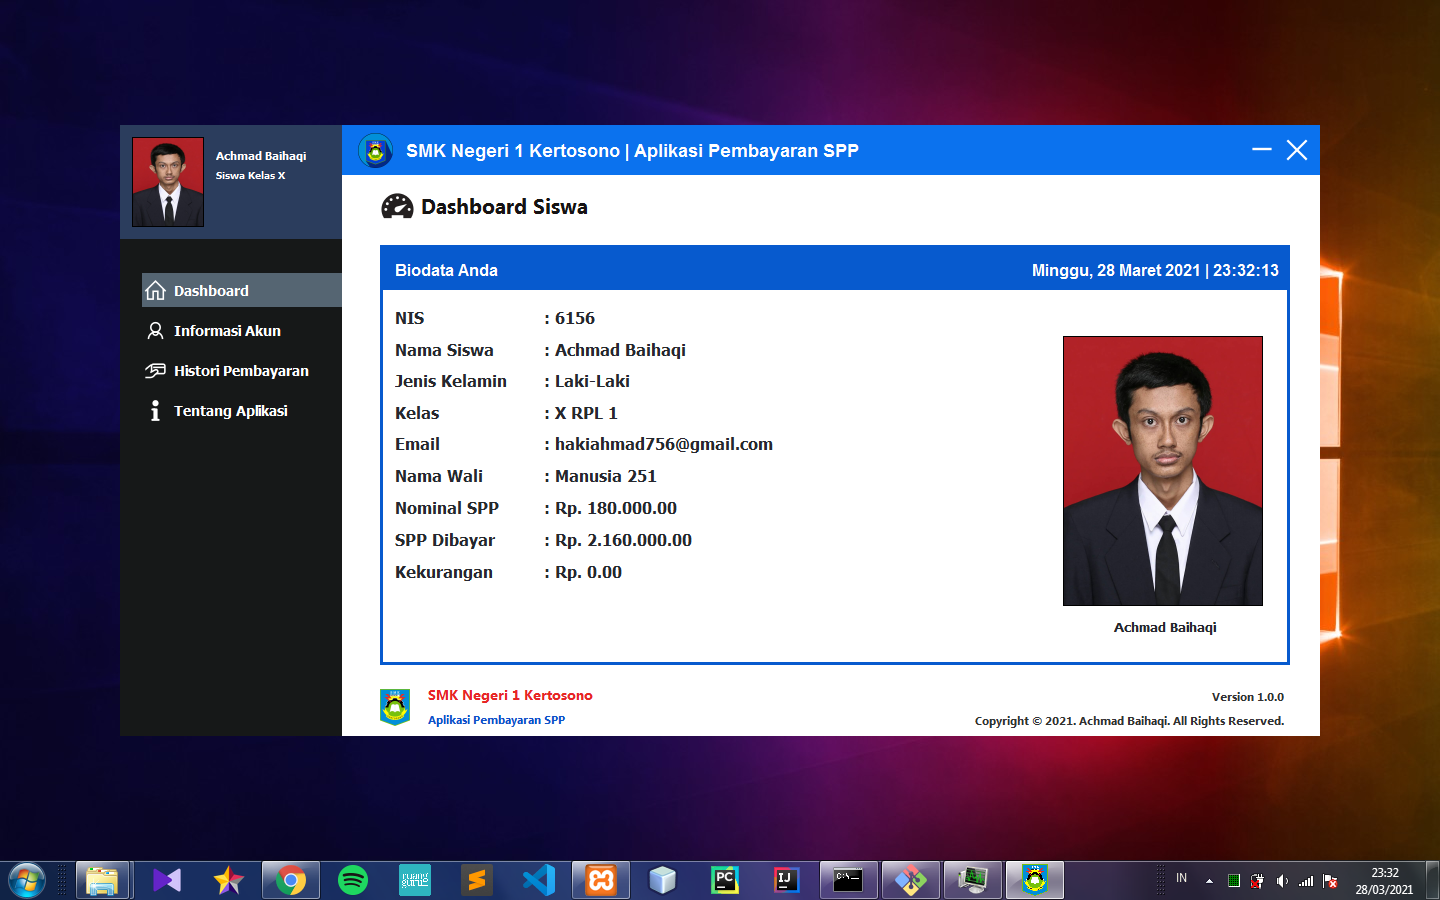 Achmad Baihaqi
Siswa Kelas X
SMK Negeri 1 Kertosono | Aplikasi Pembayaran SPP
Dashboard
Informasi Akun
Histori Pembayaran
Tentang Aplikasi
Dashboard Siswa
Biodata Anda
Minggu, 28 Maret 2021 | 23:32:13
NIS : 6156
Nama Siswa : Achmad Baihaqi
Jenis Kelamin : Laki-Laki
Kelas : X RPL 1
Email : hakiahmad756@gmail.com
Nama Wali : Manusia 251
Nominal SPP : Rp. 180.000.00
SPP Dibayar : Rp. 2.160.000.00
Kekurangan : Rp. 0.00
Achmad Baihaqi
SMK Negeri 1 Kertosono
Aplikasi Pembayaran SPP
Version 1.0.0
Copyright © 2021. Achmad Baihaqi. All Rights Reserved.
ruang guru
PC
IJ
C:\_
IN
23:32
28/03/2021